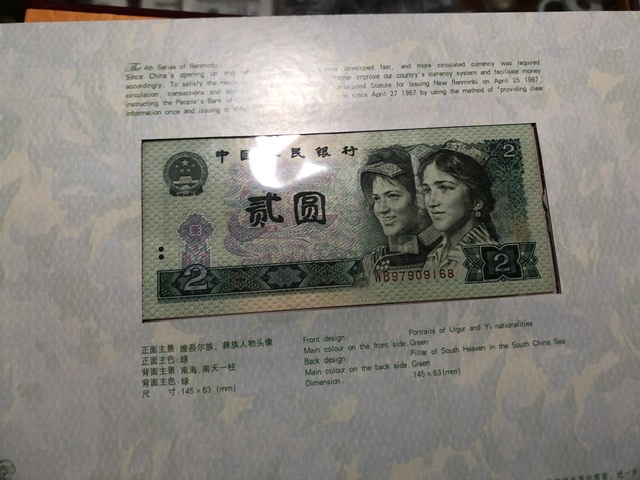 The 4th Series of Renminbi
Since China's opening up and developed fast, and more circulated currency was required
accordingly. To satisfy the improve our country's currency system and facilitate money
circulation, transactions and Statute for Issuing New Renminbi on April 25 1987,
instructing the People's Bank of since April 27 1987 by using the method of "providing clear
information once and issuing
中国人民银行
贰圆
2
2
2
WB97909168
正面主景:维吾尔族、彝族人物头像
正面主色:绿
背面主景:南海、南天一柱
背面主色:绿
尺 寸:145×63 (mm)
Front design: Portraits of Uigur and Yi nationalities
Main colour on the front side: Green
Back design: Pillar of South Heaven in the South China Sea
Main colour on the back side: Green
Dimension: 145×63(mm)